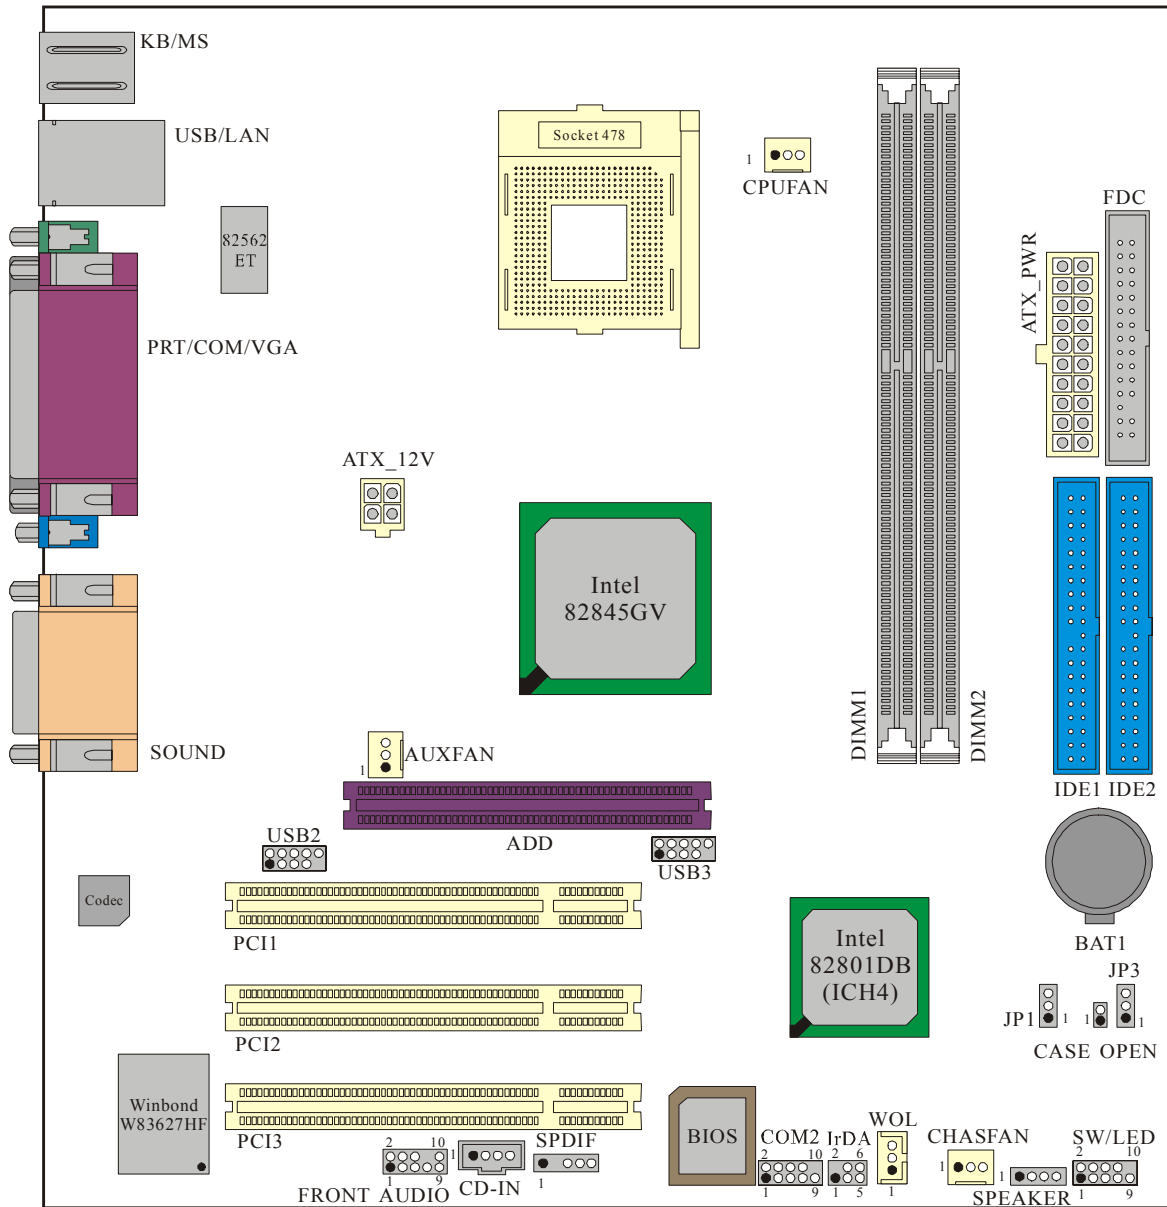 KB/MS
USB/LAN
Socket 478
1
CPUFAN
FDC
82562
ET
ATX_PWR
PRT/COM/VGA
ATX_12V
Intel
82845GV
DIMM1
DIMM2
SOUND
1
AUXFAN
IDE1
IDE2
ADD
USB2
USB3
Codec
PCI1
BAT1
Intel
82801DB
(ICH4)
JP3
JP1
1
1
1
PCI2
CASE OPEN
Winbond
W83627HF
PCI3
BIOS
SPDIF
1
COM2
2
10
1
9
IrDA
2
6
1
5
WOL
1
CHASFAN
1
SW/LED
2
10
1
9
2
10
1
9
FRONT AUDIO
1
CD-IN
1
SPEAKER